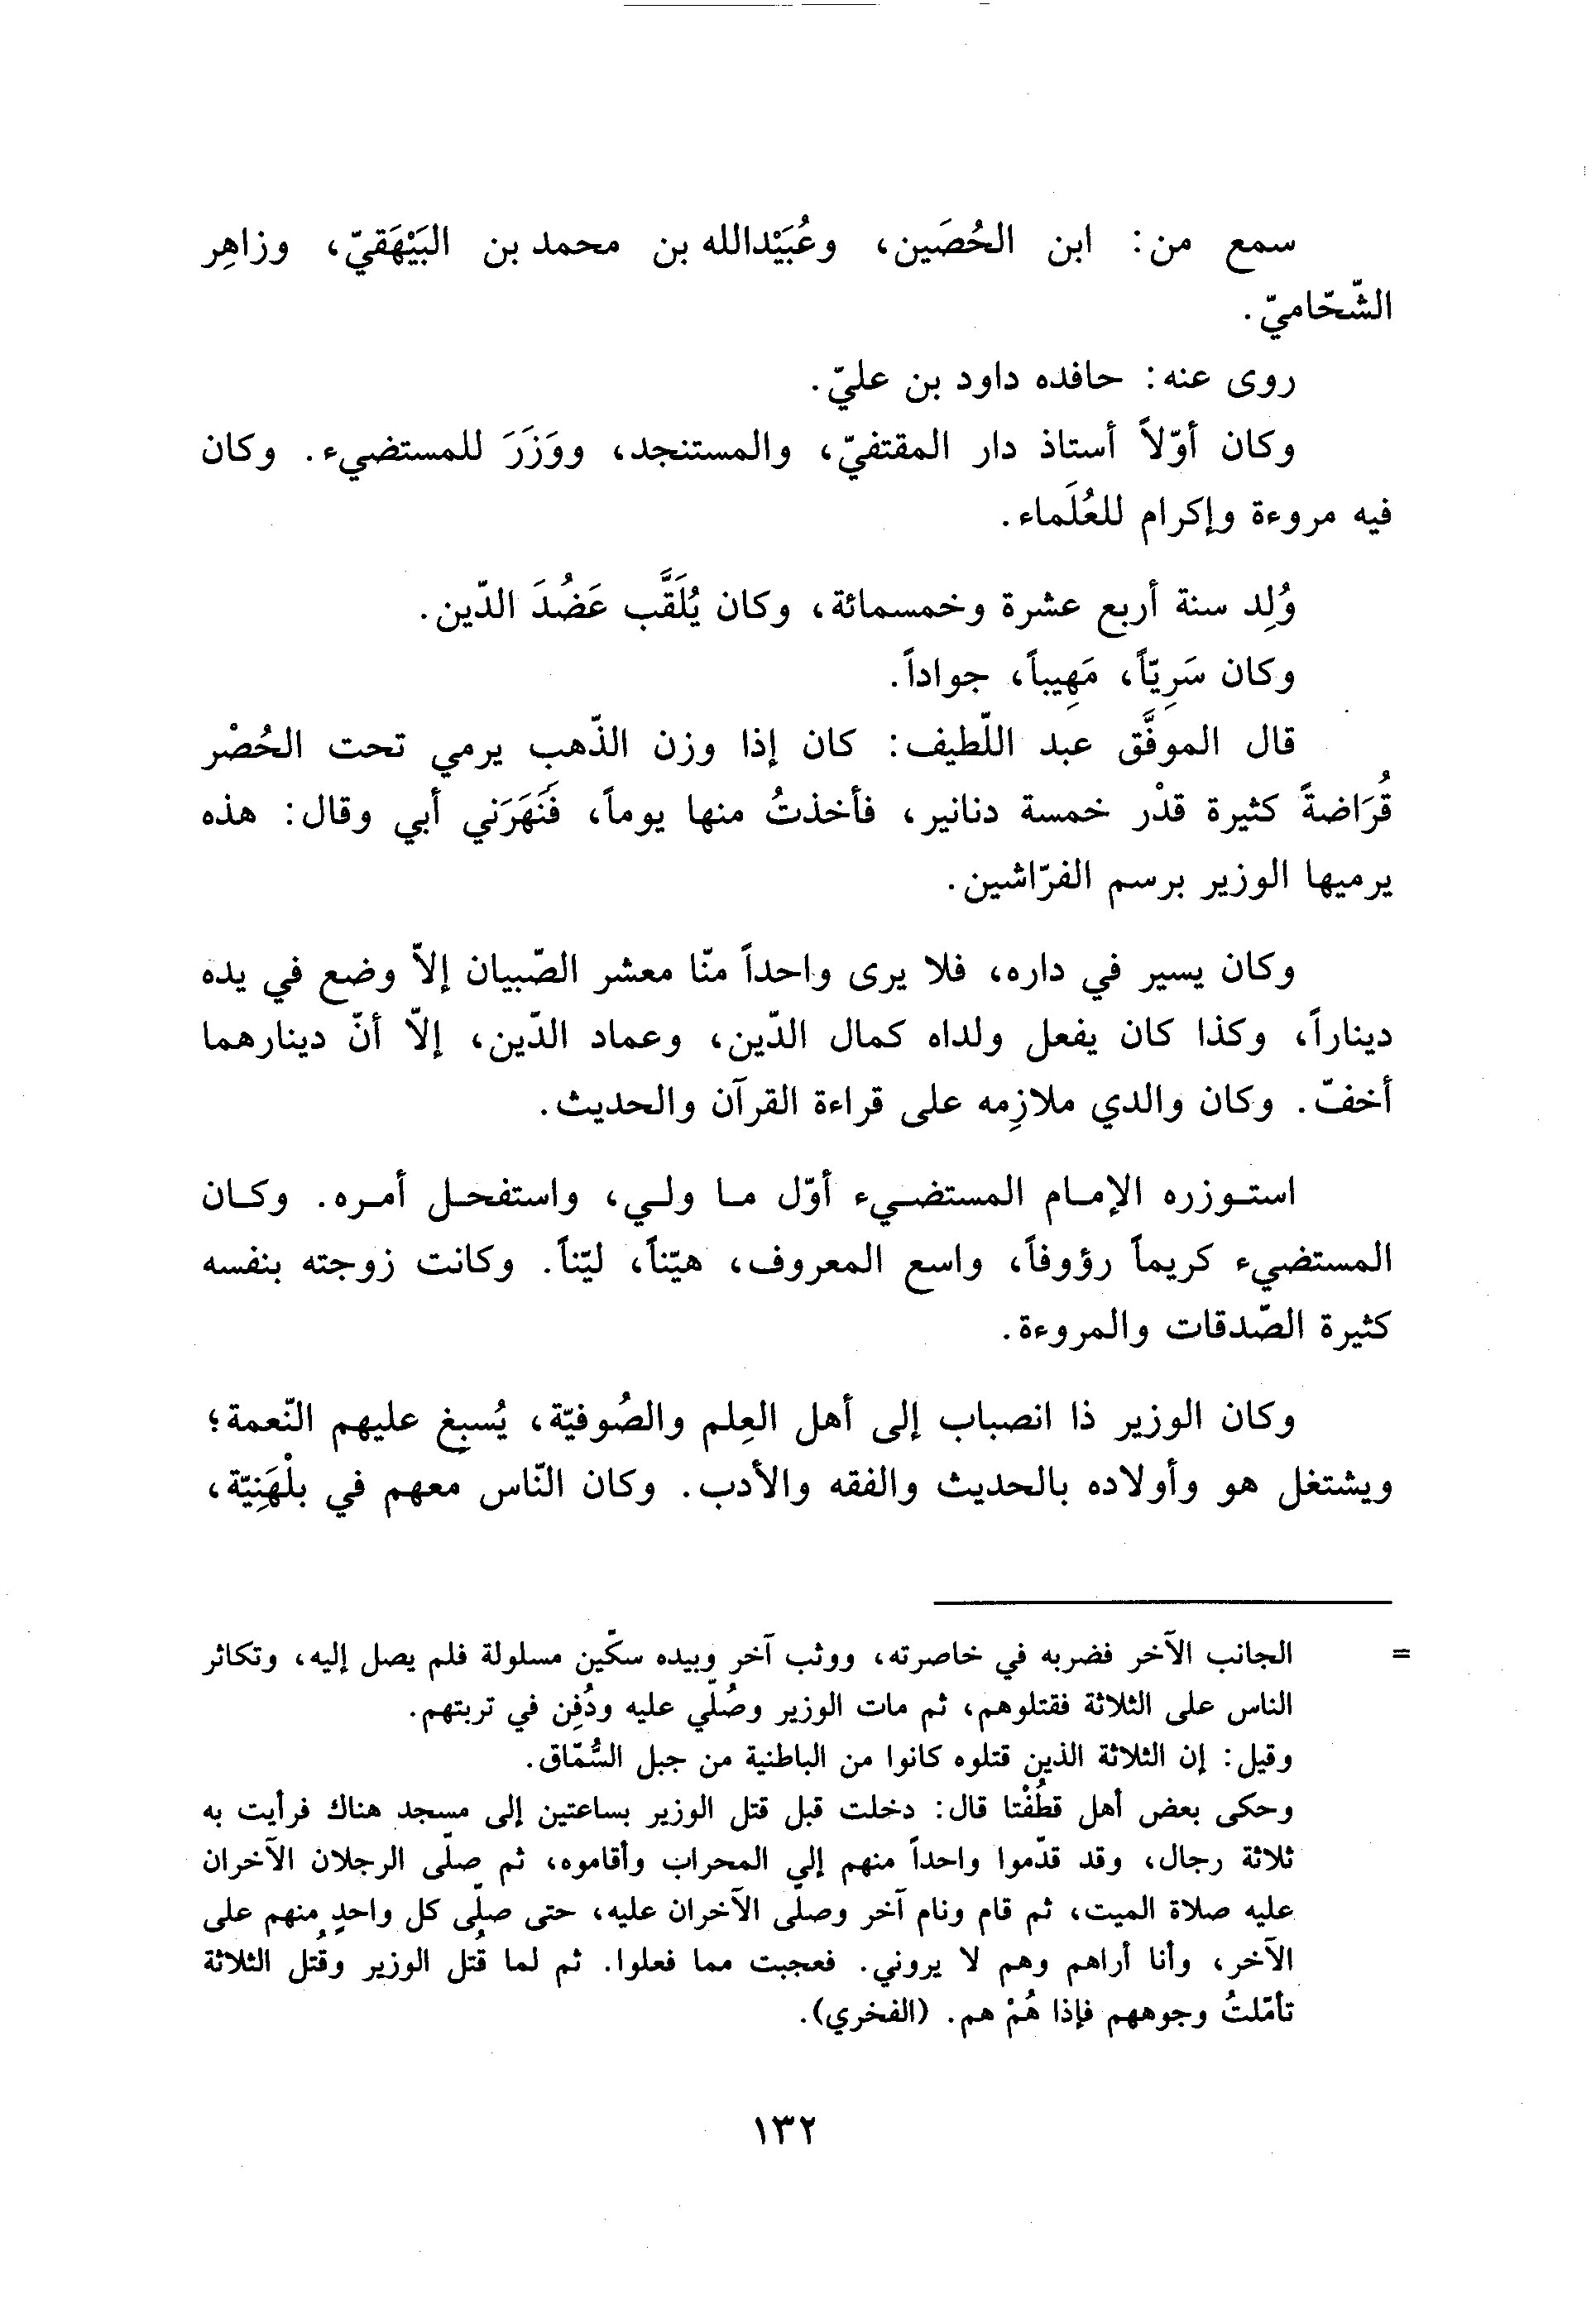 سمع من: ابن الحُصَين، وعُبَيْدالله بن محمد بن البَيْهَقيّ، وزاهِر
الشّحّاميّ.
روى عنه: حافده داود بن عليّ.
وكان أوّلاً أستاذ دار المقتفيّ، والمستنجد، ووَزَرَ للمستضيء. وكان
فيه مروءة وإكرام للعُلَماء.
وُلِد سنة أربع عشرة وخمسمائة، وكان يُلَقَّب عَضُدَ الدّين.
وكان سَرِيّاً، مَهِيباً، جواداً.
قال الموفَّق عبد اللّطيف: كان إذا وزن الذّهب يرمي تحت الحُصْر
قُرَاضةً كثيرة قدْر خمسة دنانير، فأخذتُ منها يوماً، فَنَهَرَني أبي وقال: هذه
يرميها الوزير برسم الفرّاشين.
وكان يسير في داره، فلا يرى واحداً منّا معشر الصّبيان إلاّ وضع في يده
ديناراً، وكذا كان يفعل ولداه كمال الدّين، وعماد الدّين، إلاّ أنّ دينارهما
أخفّ. وكان والدي ملازِمه على قراءة القرآن والحديث.
استوزره الإمام المستضيء أوّل ما ولي، واستفحل أمره. وكان
المستضيء كريماً رؤوفاً، واسع المعروف، هيّناً، ليّناً. وكانت زوجته بنفسه
كثيرة الصّدقات والمروءة.
وكان الوزير ذا انصباب إلى أهل العِلم والصُوفيّة، يُسبِغ عليهم النّعمة؛
ويشتغل هو وأولاده بالحديث والفقه والأدب. وكان النّاس معهم في بلْهَنِيّة،
= الجانب الآخر فضربه في خاصرته، ووثب آخر وبيده سكّين مسلولة فلم يصل إليه، وتكاثر
الناس على الثلاثة فقتلوهم، ثم مات الوزير وصُلّي عليه ودُفِن في تربتهم.
وقيل: إن الثلاثة الذين قتلوه كانوا من الباطنية من جبل السُّمّاق.
وحكى بعض أهل قطُفْتا قال: دخلت قبل قتل الوزير بساعتين إلى مسجد هناك فرأيت به
ثلاثة رجال، وقد قدّموا واحداً منهم إلي المحراب وأقاموه، ثم صلّى الرجلان الآخران
عليه صلاة الميت، ثم قام ونام آخر وصلّى الآخران عليه، حتى صلّى كل واحدٍ منهم على
الآخر، وأنا أراهم وهم لا يروني. فعجبت مما فعلوا. ثم لما قُتل الوزير وقُتل الثلاثة
تأمّلتُ وجوههم فإذا هُمْ هم. (الفخري).
١٣٢